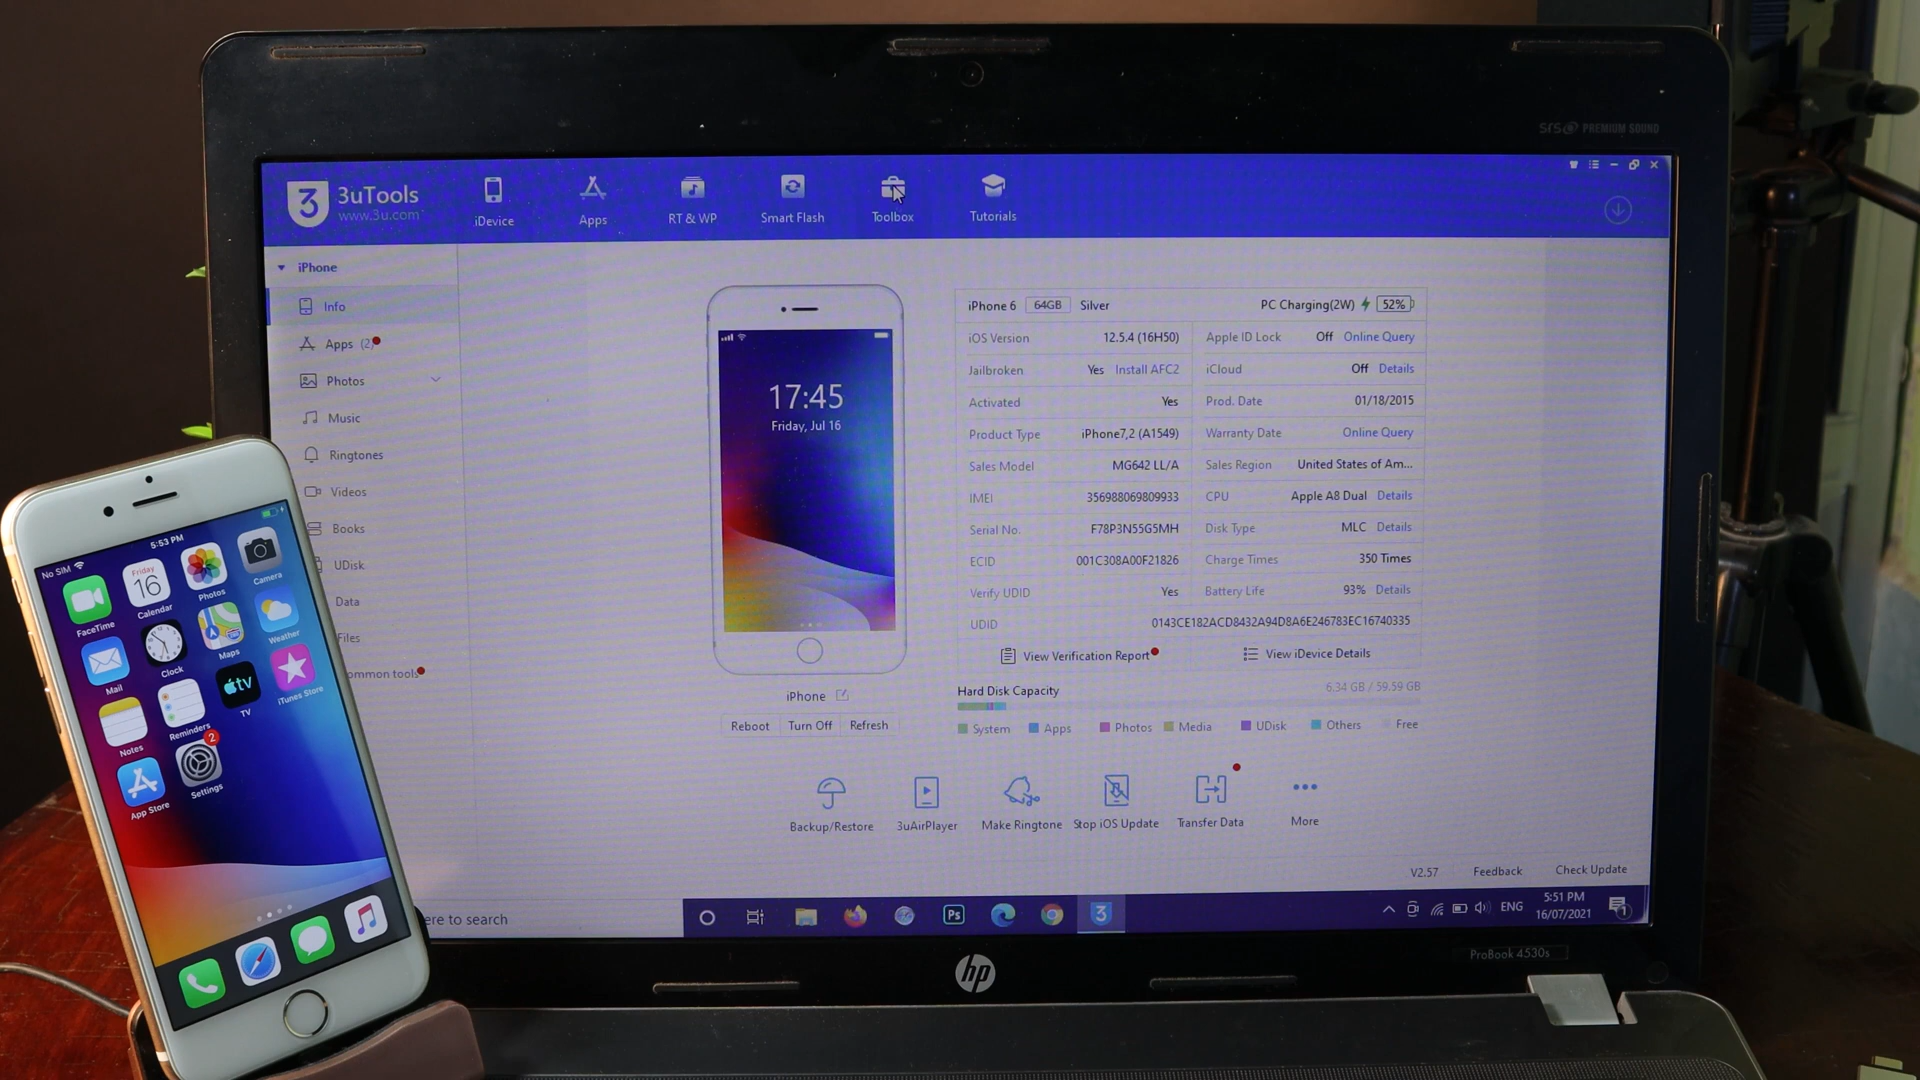 SRS PREMIUM SOUND
3 3uTools
www.3u.com
iDevice
Apps
RT & WP
Smart Flash
Toolbox
Tutorials
iPhone
Info
Apps (2)
Photos
Music
Ringtones
Videos
Books
UDisk
Data
Files
ommon tools
17:45
Friday, Jul 16
iPhone
Reboot Turn Off Refresh
iPhone 6 64GB Silver PC Charging(2W) 52%
iOS Version 12.5.4 (16H50) Apple ID Lock Off Online Query
Jailbroken Yes Install AFC2 iCloud Off Details
Activated Yes Prod. Date 01/18/2015
Product Type iPhone7,2 (A1549) Warranty Date Online Query
Sales Model MG642 LL/A Sales Region United States of Am...
IMEI 356988069809933 CPU Apple A8 Dual Details
Serial No. F78P3N55G5MH Disk Type MLC Details
ECID 001C308A00F21826 Charge Times 350 Times
Verify UDID Yes Battery Life 93% Details
UDID 0143CE182ACD8432A94D8A6E246783EC16740335
View Verification Report View iDevice Details
Hard Disk Capacity 6.34 GB / 59.59 GB
System Apps Photos Media UDisk Others Free
Backup/Restore 3uAirPlayer Make Ringtone Stop iOS Update Transfer Data More
V2.57 Feedback Check Update
ere to search
Ps
3
ENG
5:51 PM
16/07/2021
1
ProBook 4530s
hp
No SIM 5:53 PM
FaceTime
Friday
16
Calendar
Photos
Camera
Mail
Clock
Maps
Weather
Notes
Reminders
tv
TV
iTunes Store
App Store
2
Settings